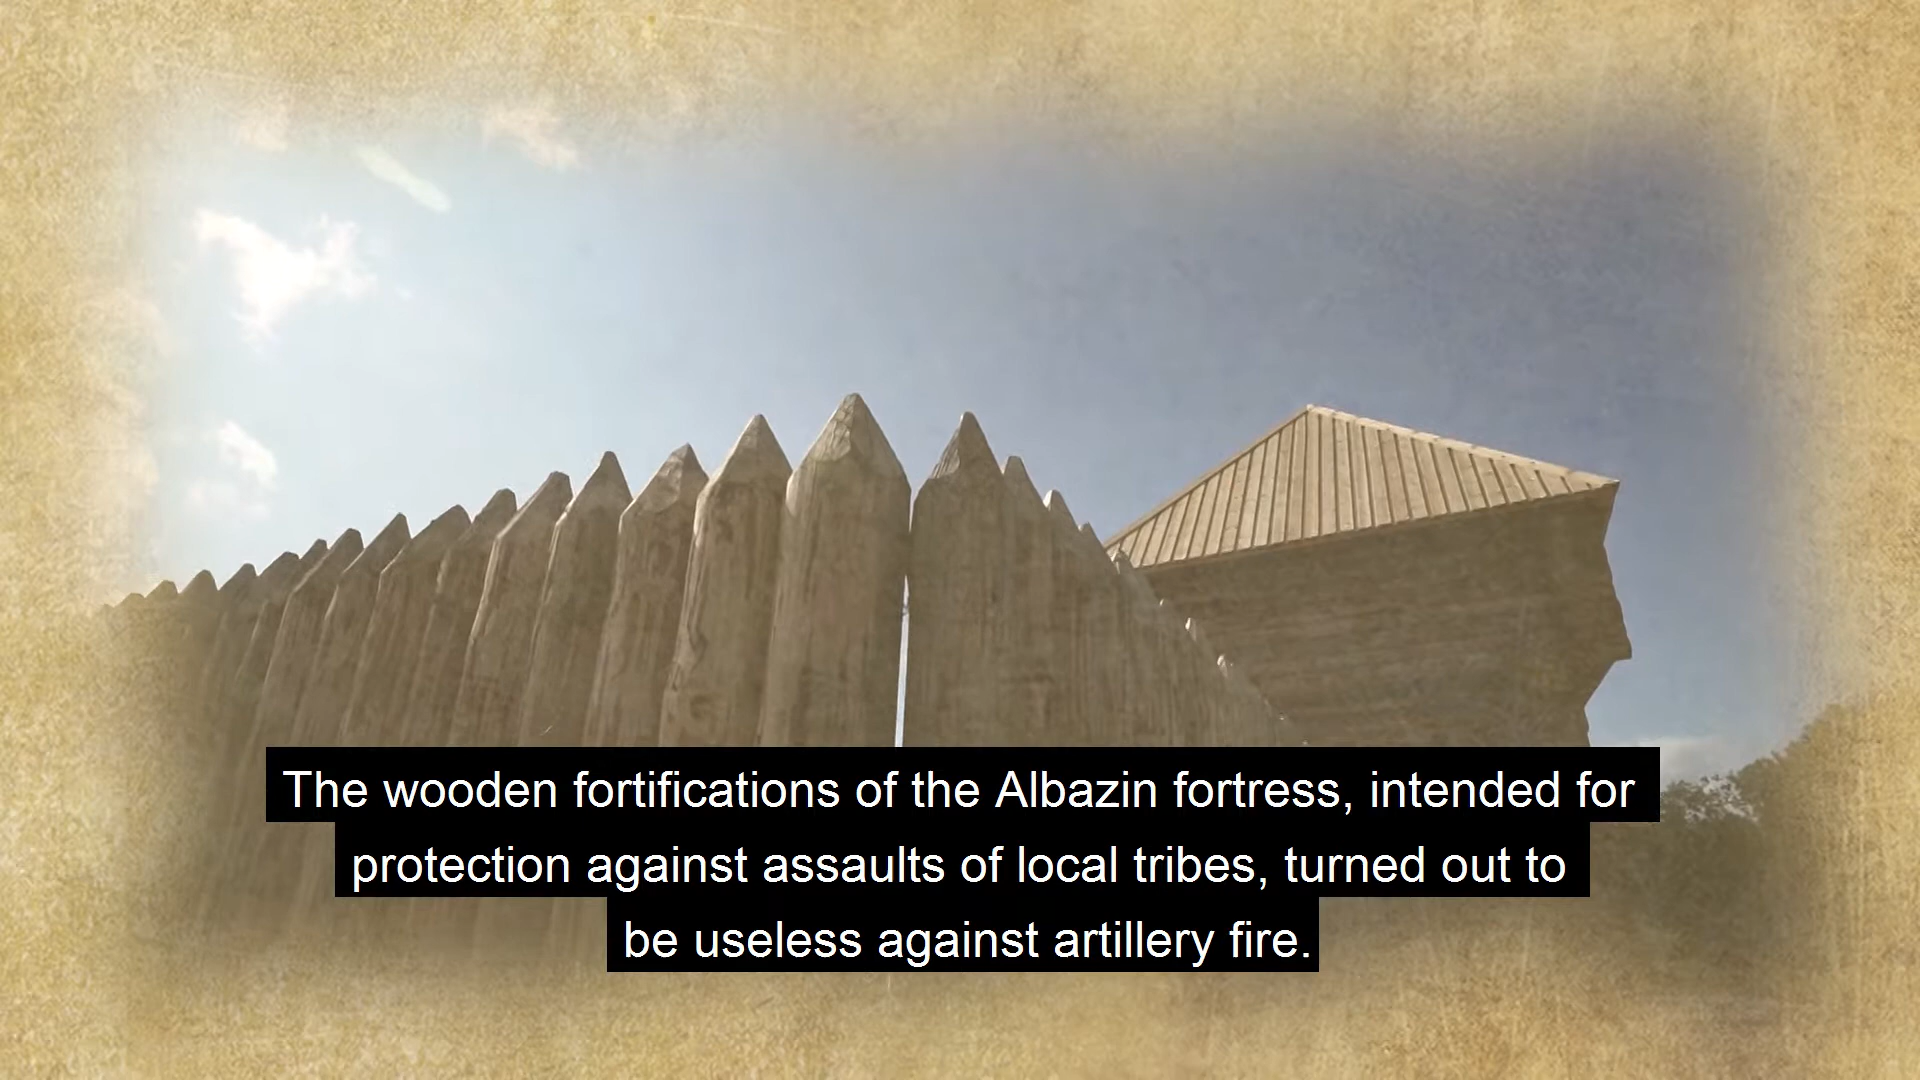 The wooden fortifications of the Albazin fortress, intended for
protection against assaults of local tribes, turned out to
be useless against artillery fire.